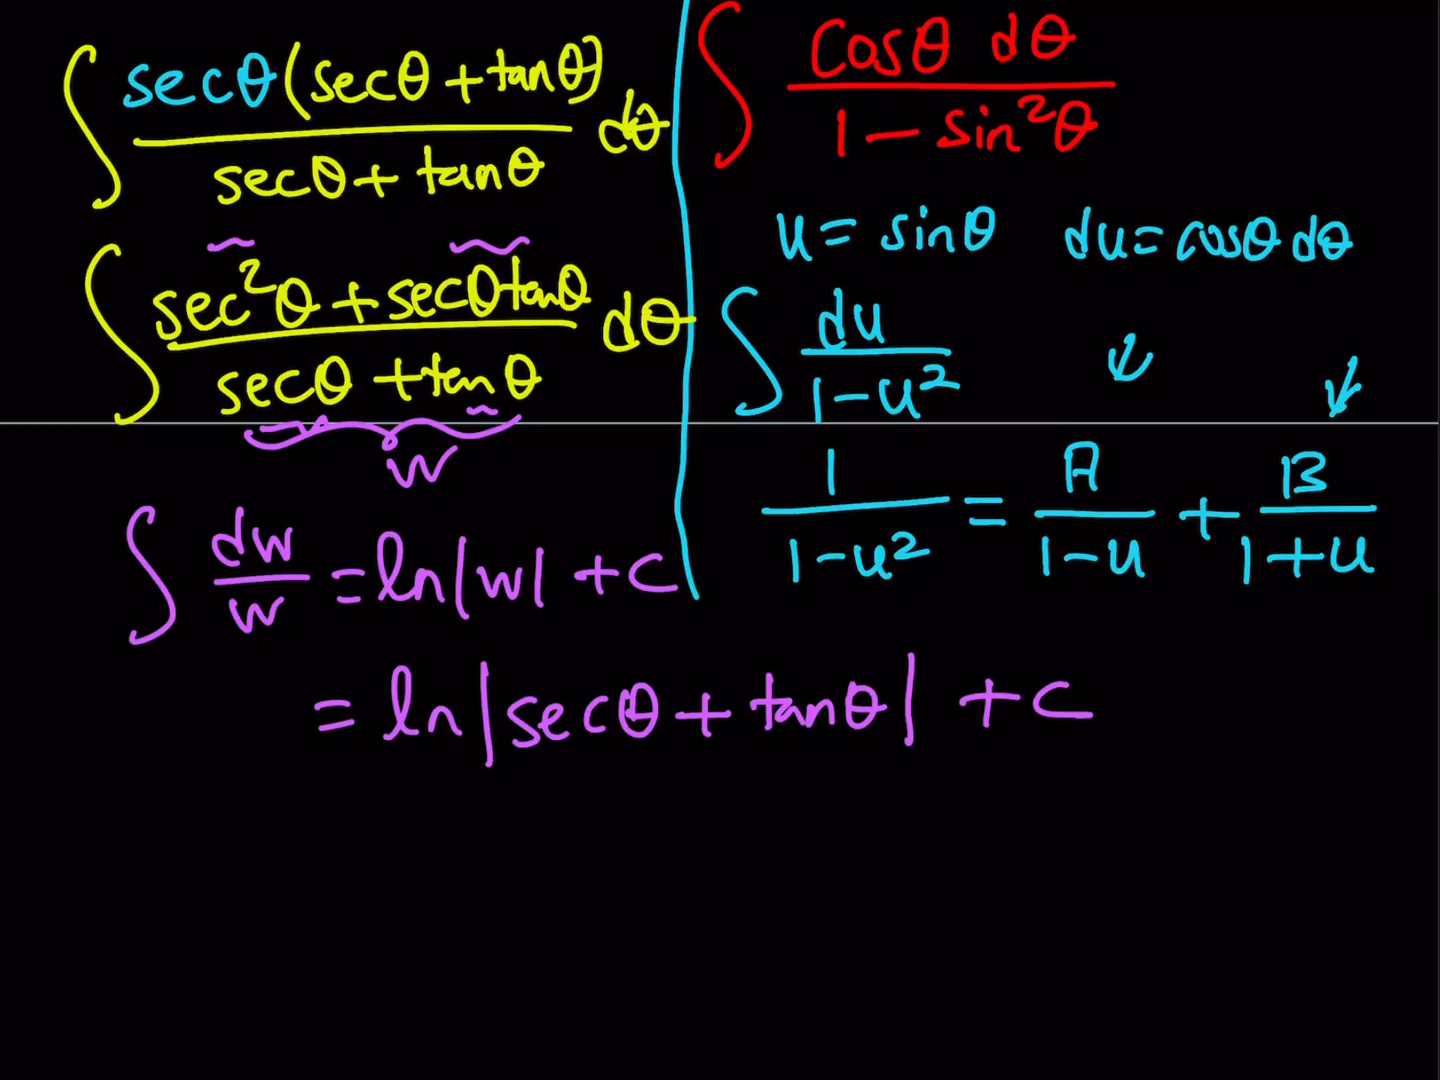 ∫ secθ(secθ + tanθ) / (secθ + tanθ) dθ
∫ (sec²θ + secθtanθ) / (secθ + tanθ) dθ
w
∫ dw/w = ln|w| + c
= ln|secθ + tanθ| + c
∫ cosθ dθ / (1 − sin²θ)
u = sinθ du = cosθ dθ
∫ du / (1 − u²)
1 / (1 − u²) = A / (1 − u) + B / (1 + u)